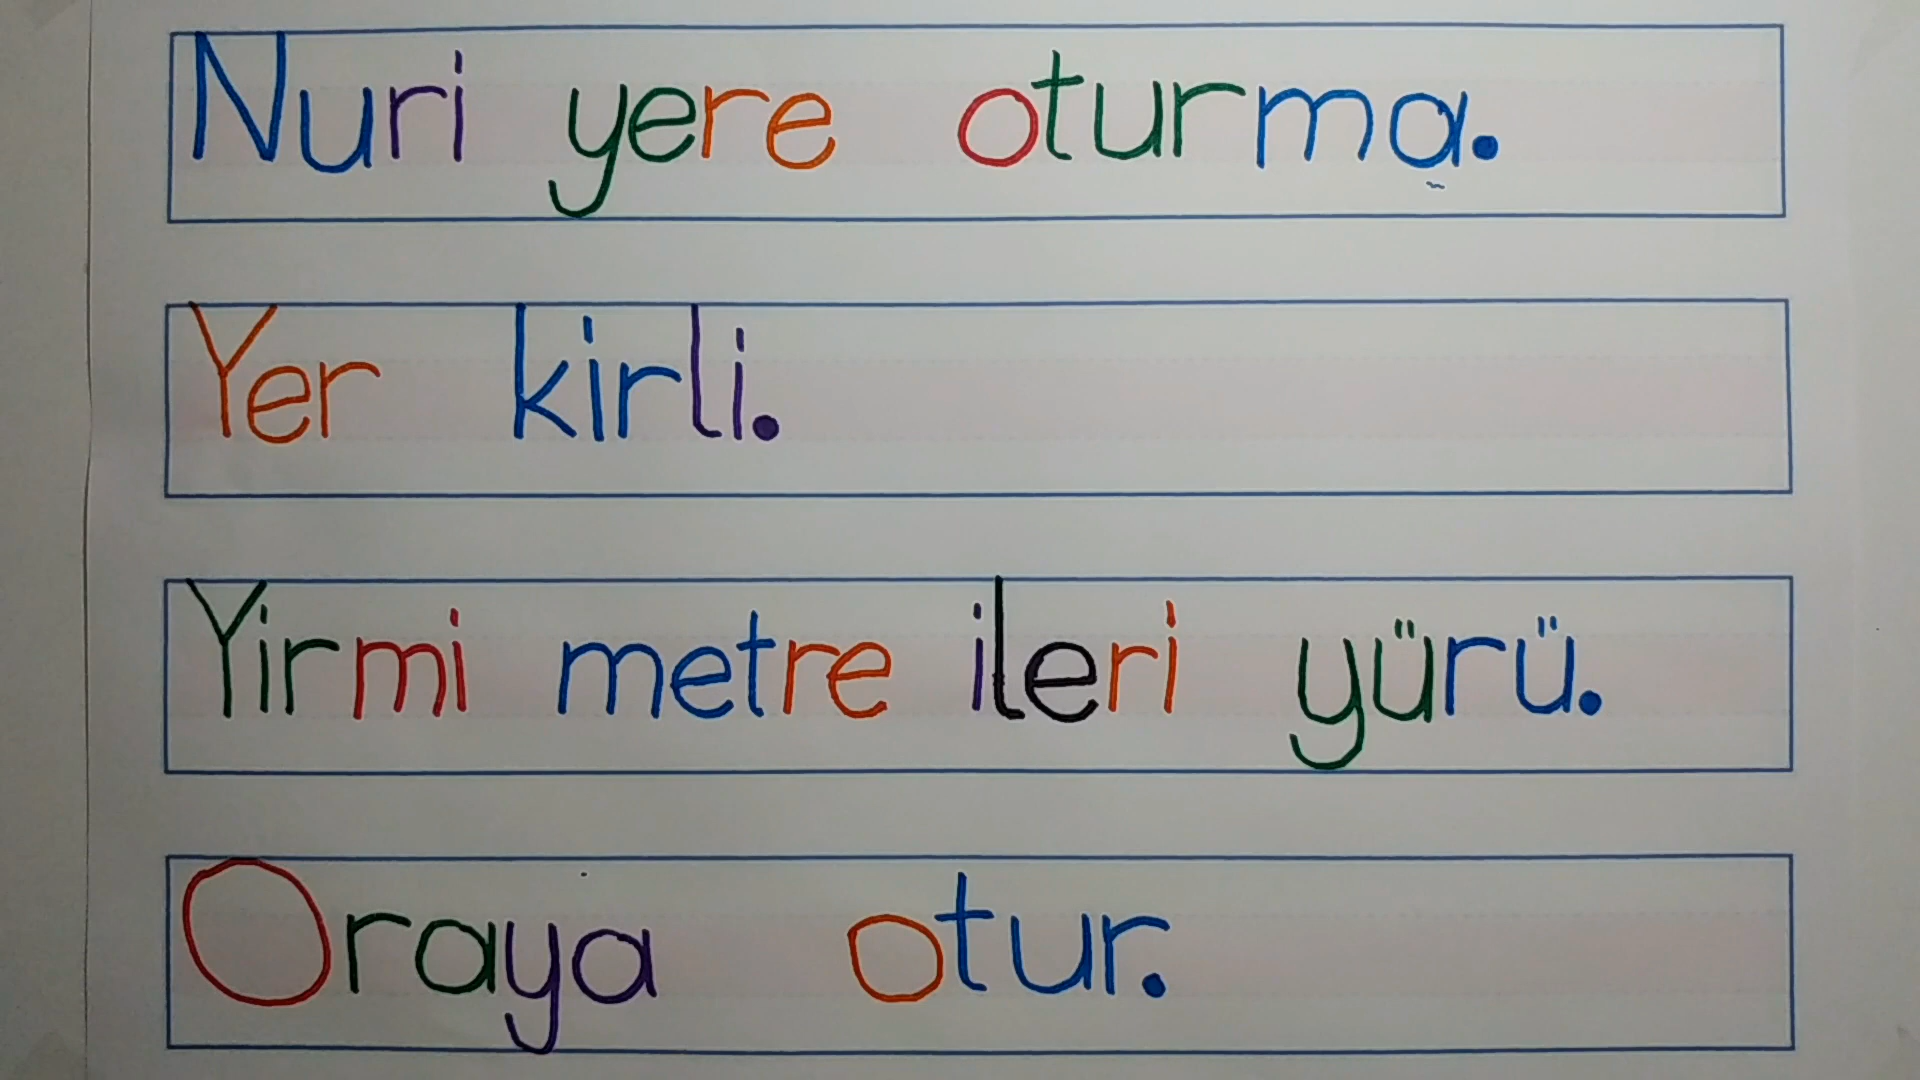 Nuri yere oturma.
Yer kirli.
Yirmi metre ileri yürü.
Oraya otur.